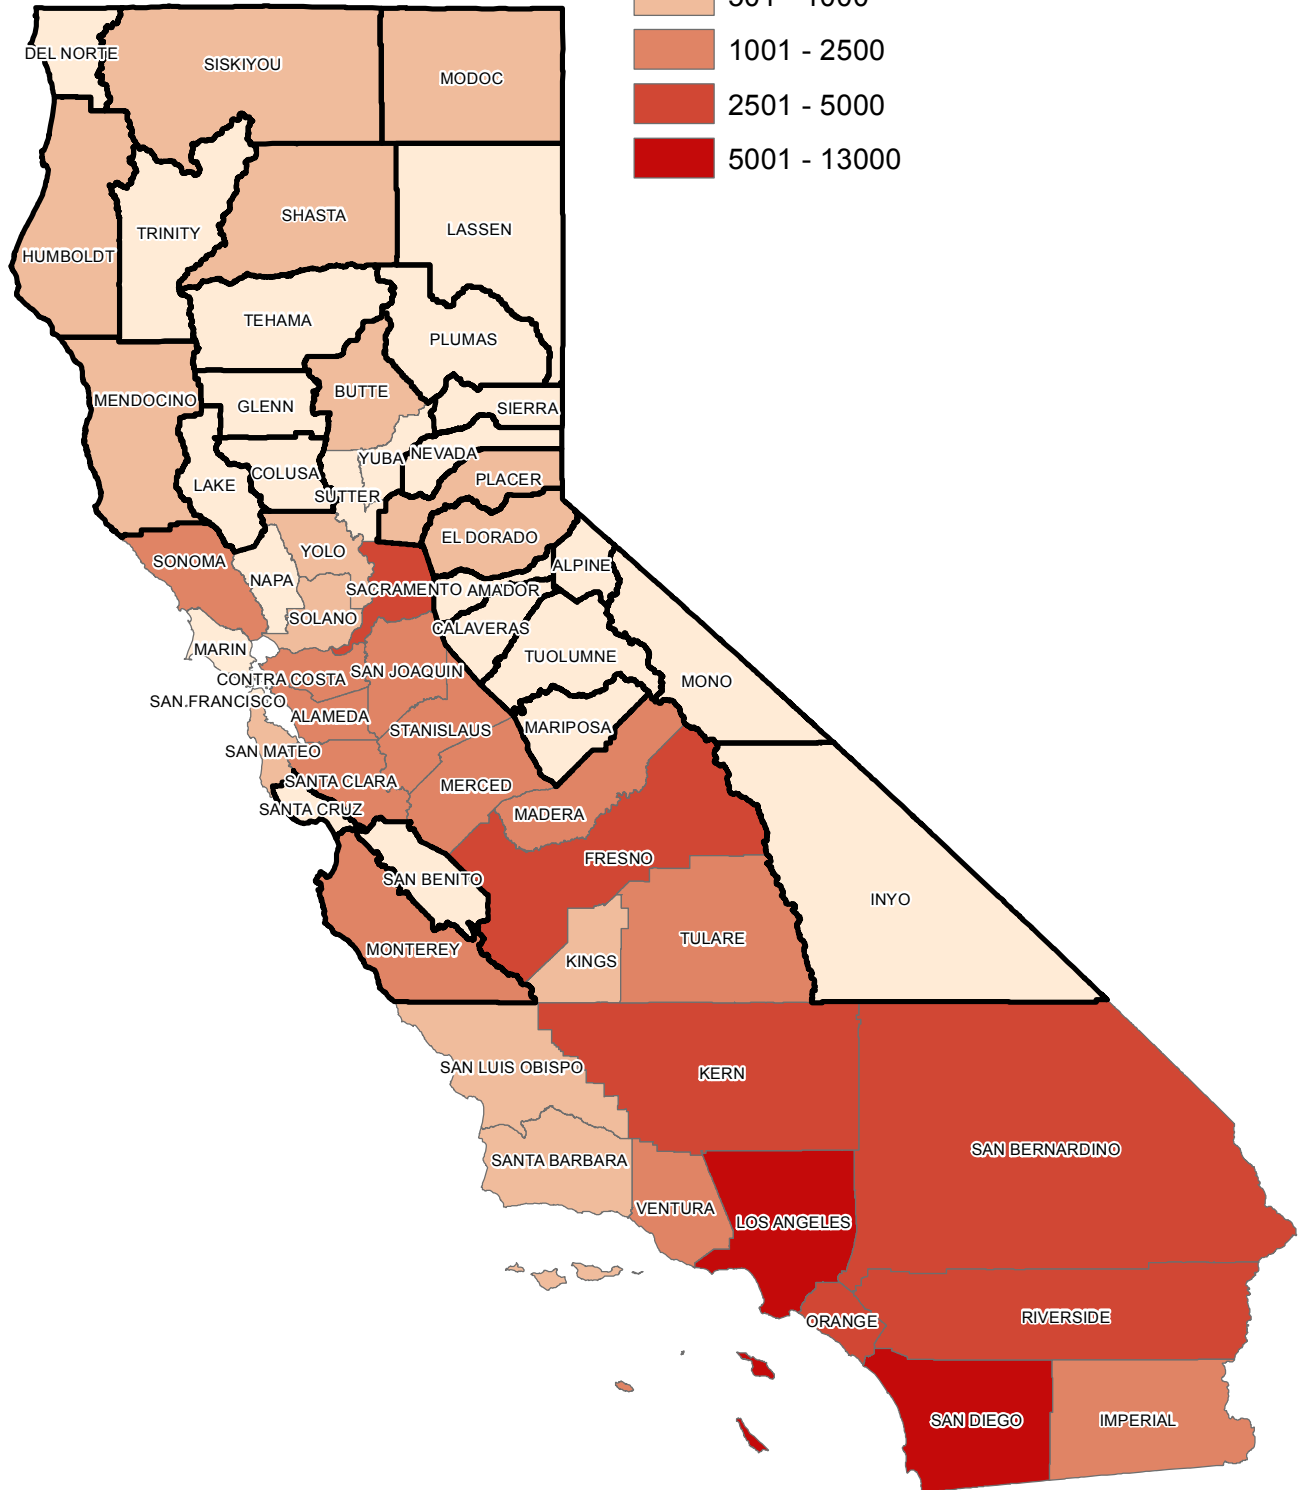 1001 - 2500
2501 - 5000
5001 - 13000
DEL NORTE
SISKIYOU
MODOC
SHASTA
TRINITY
LASSEN
HUMBOLDT
TEHAMA
PLUMAS
BUTTE
MENDOCINO
GLENN
SIERRA
NEVADA
YUBA
COLUSA
PLACER
LAKE
SUTTER
EL DORADO
YOLO
SONOMA
ALPINE
NAPA
SACRAMENTO
AMADOR
SOLANO
CALAVERAS
MARIN
TUOLUMNE
SAN JOAQUIN
CONTRA COSTA
MONO
SAN FRANCISCO
ALAMEDA
STANISLAUS
MARIPOSA
SAN MATEO
SANTA CLARA
MERCED
SANTA CRUZ
MADERA
FRESNO
SAN BENITO
INYO
TULARE
MONTEREY
KINGS
SAN LUIS OBISPO
KERN
SAN BERNARDINO
SANTA BARBARA
VENTURA
LOS ANGELES
RIVERSIDE
ORANGE
SAN DIEGO
IMPERIAL